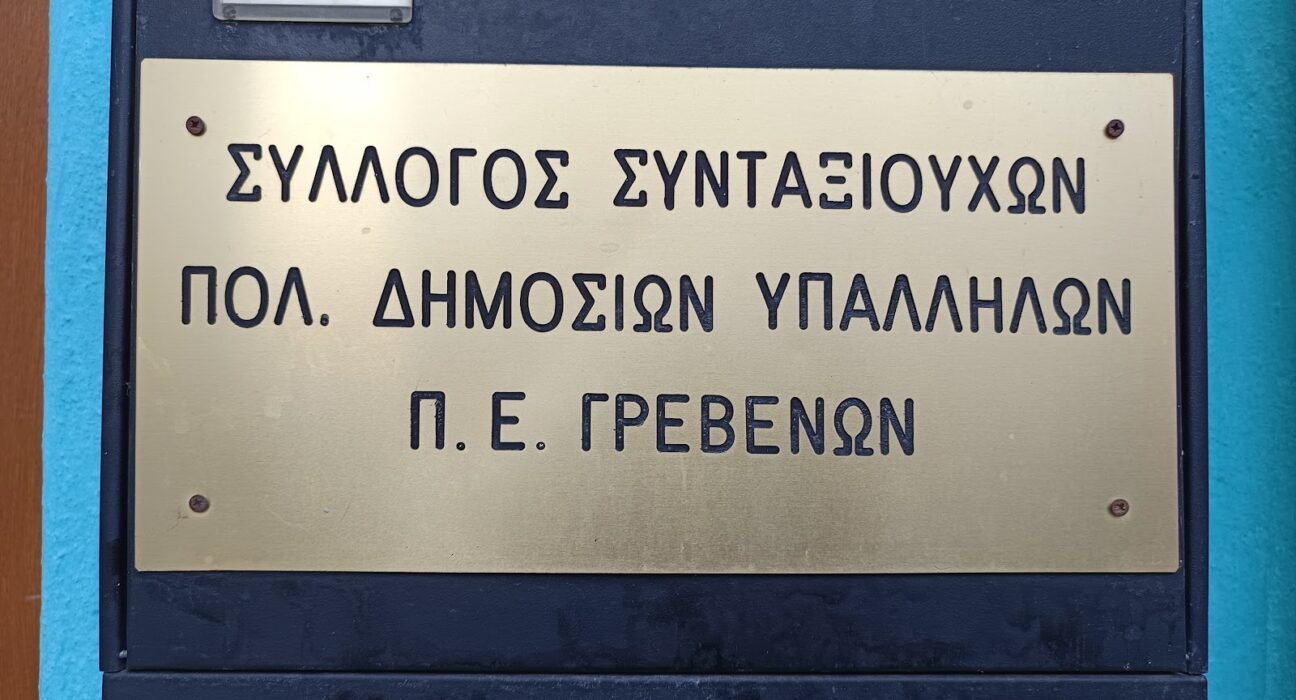 ΣΥΛΛΟΓΟΣ ΣΥΝΤΑΞΙΟΥΧΩΝ
ΠΟΛ. ΔΗΜΟΣΙΩΝ ΥΠΑΛΛΗΛΩΝ
Π. Ε. ΓΡΕΒΕΝΩΝ